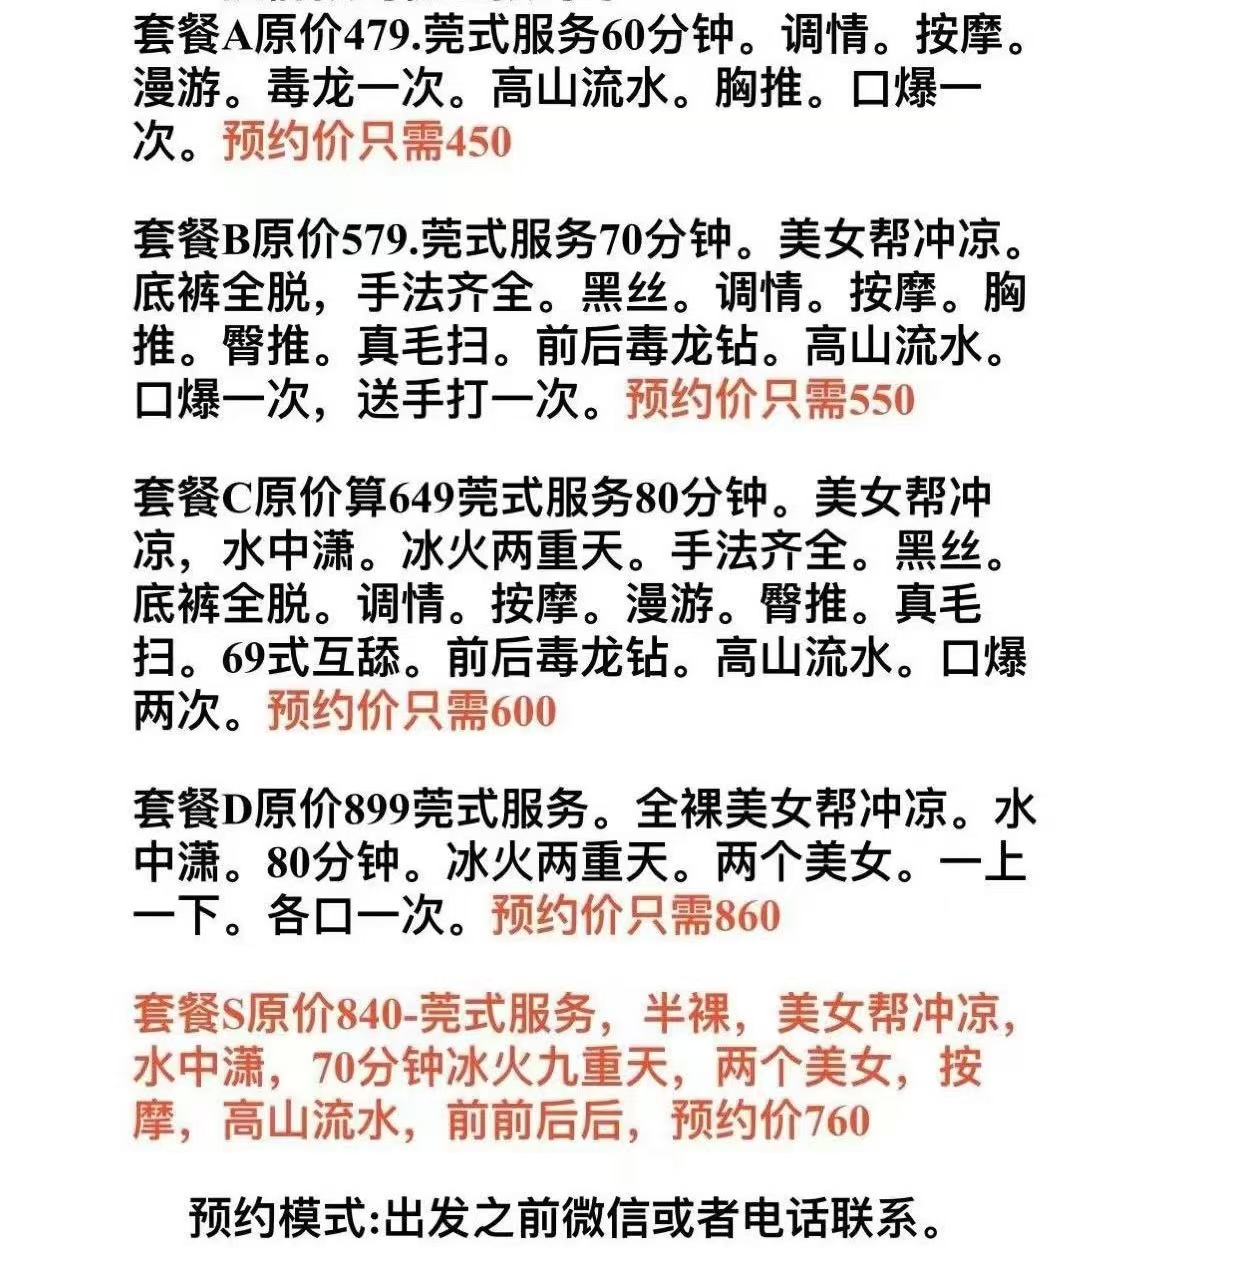 套餐A原价479.莞式服务60分钟。调情。按摩。
漫游。毒龙一次。高山流水。胸推。口爆一
次。预约价只需450
套餐B原价579.莞式服务70分钟。美女帮冲凉。
底裤全脱，手法齐全。黑丝。调情。按摩。胸
推。臀推。真毛扫。前后毒龙钻。高山流水。
口爆一次，送手打一次。预约价只需550
套餐C原价算649莞式服务80分钟。美女帮冲
凉，水中潇。冰火两重天。手法齐全。黑丝。
底裤全脱。调情。按摩。漫游。臀推。真毛
扫。69式互舔。前后毒龙钻。高山流水。口爆
两次。预约价只需600
套餐D原价899莞式服务。全裸美女帮冲凉。水
中潇。80分钟。冰火两重天。两个美女。一上
一下。各口一次。预约价只需860
套餐S原价840-莞式服务，半裸，美女帮冲凉，
水中潇，70分钟冰火九重天，两个美女，按
摩，高山流水，前前后后，预约价760
预约模式:出发之前微信或者电话联系。